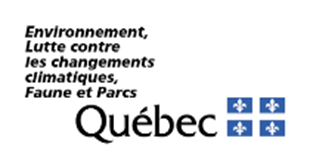 Environnement,
Lutte contre
les changements
climatiques,
Faune et Parcs
Québec